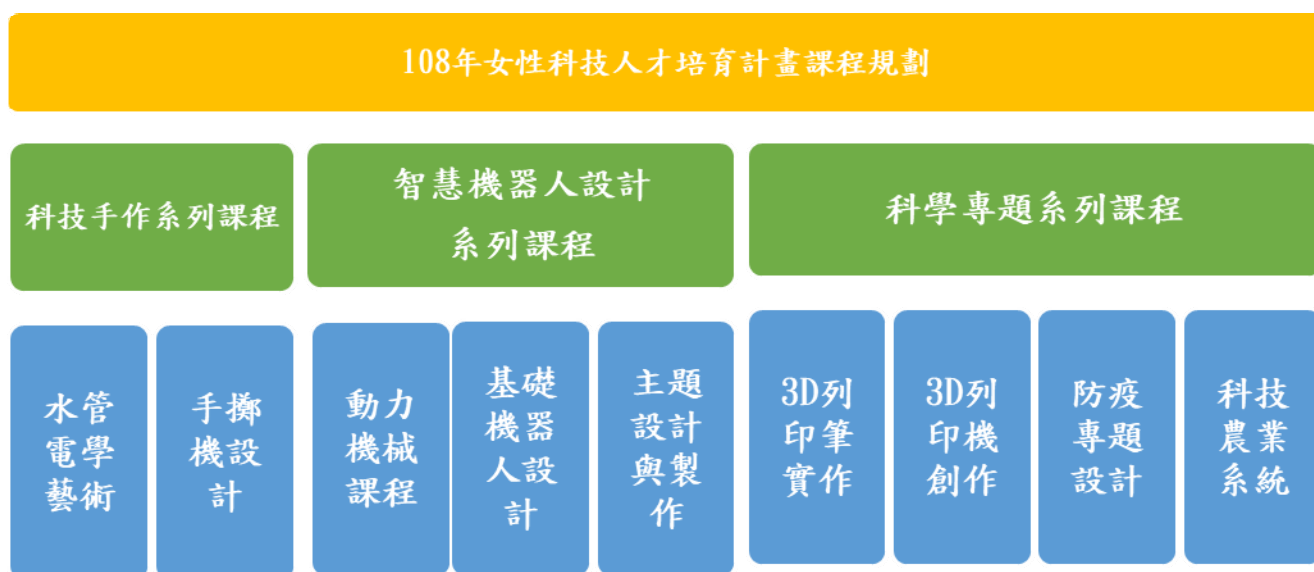 108年女性科技人才培育計畫課程規劃
科技手作系列課程
智慧機器人設計
系列課程
科學專題系列課程
水管
電學
藝術
手擲
機設
計
動力
機械
課程
基礎
機器
人設
計
主題
設計
與製
作
3D列
印筆
實作
3D列
印機
創作
防疫
專題
設計
科技
農業
系統